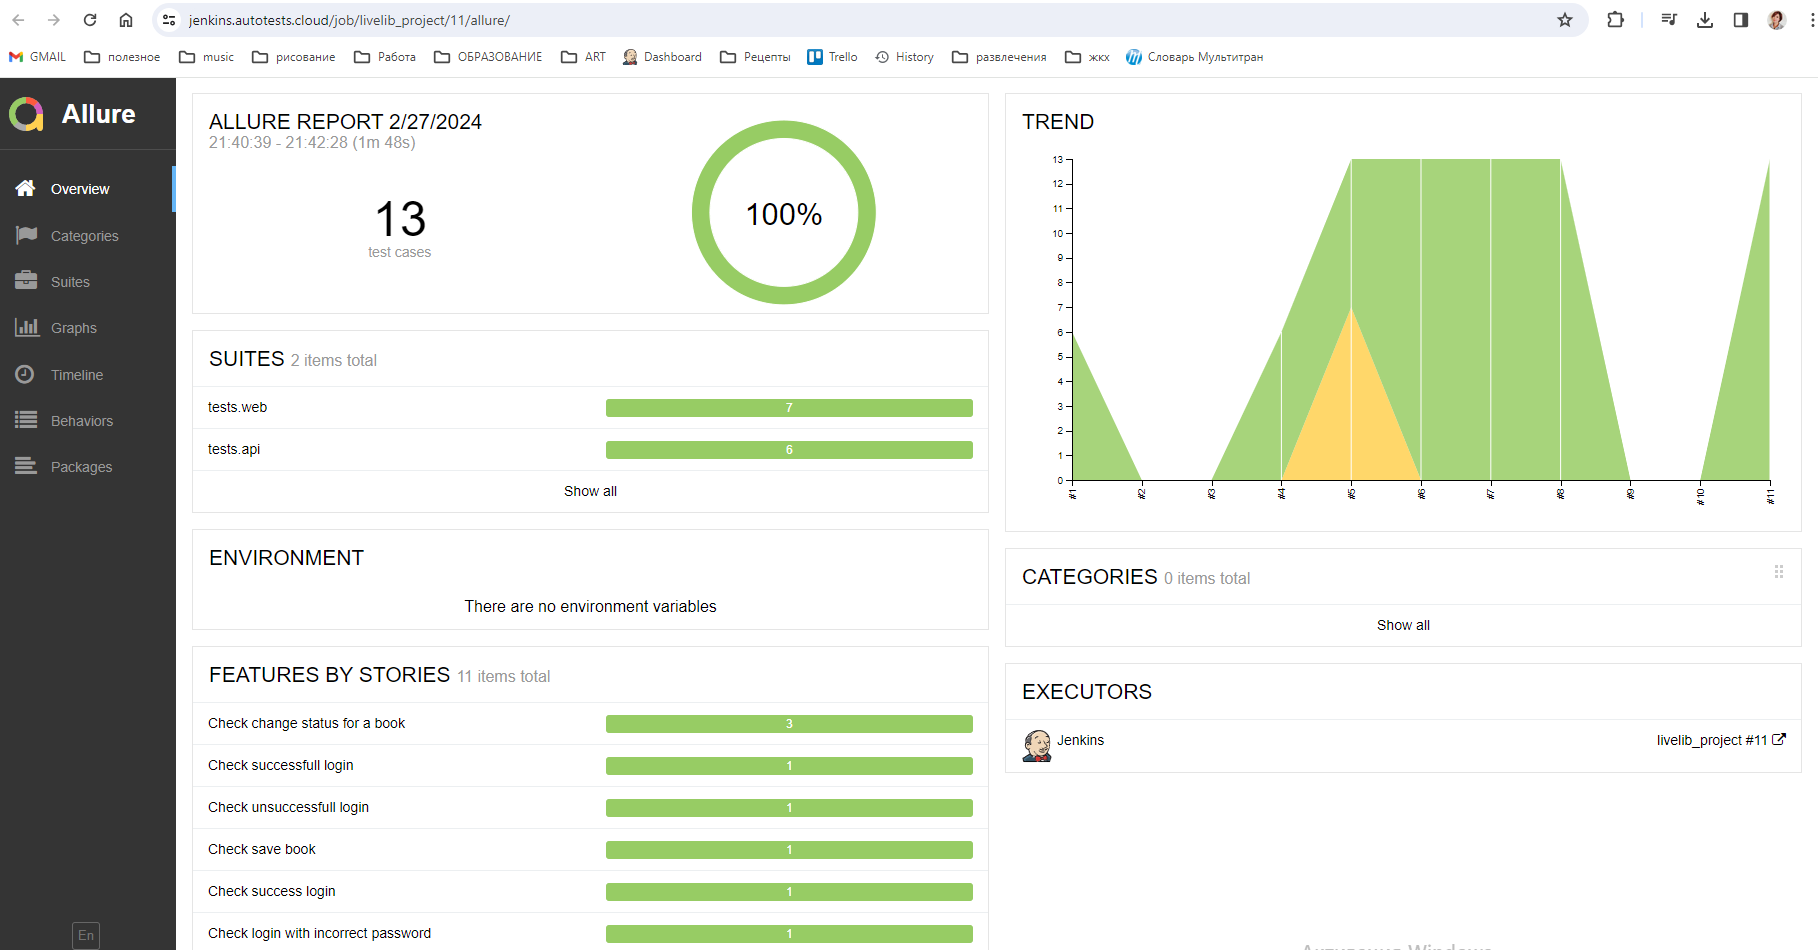 jenkins.autotests.cloud/job/livelib_project/11/allure/
GMAIL полезное music рисование Работа ОБРАЗОВАНИЕ ART Dashboard Рецепты Trello History развлечения жкх Словарь Мультитран
Allure
Overview
Categories
Suites
Graphs
Timeline
Behaviors
Packages
En
ALLURE REPORT 2/27/2024
21:40:39 - 21:42:28 (1m 48s)
13
test cases
100%
SUITES 2 items total
tests.web 7
tests.api 6
Show all
ENVIRONMENT
There are no environment variables
FEATURES BY STORIES 11 items total
Check change status for a book 3
Check successfull login 1
Check unsuccessfull login 1
Check save book 1
Check success login 1
Check login with incorrect password 1
TREND
13
12
11
10
9
8
7
6
5
4
3
2
1
0
#1 #2 #3 #4 #5 #6 #7 #8 #9 #10 #11
CATEGORIES 0 items total
Show all
EXECUTORS
Jenkins livelib_project #11